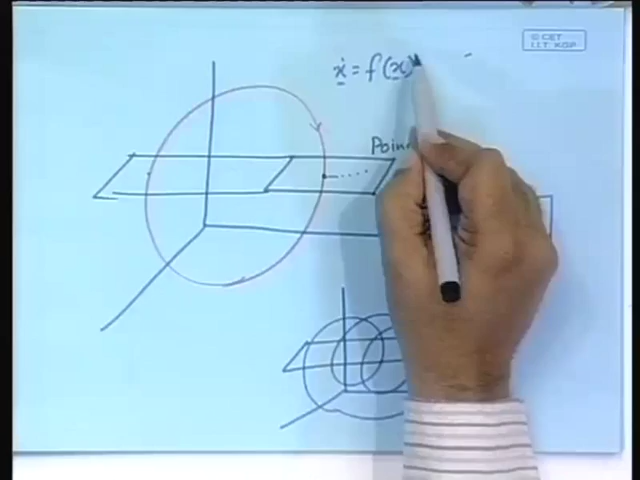 © CET
I.I.T. KGP
ẋ = f(x)
Poin